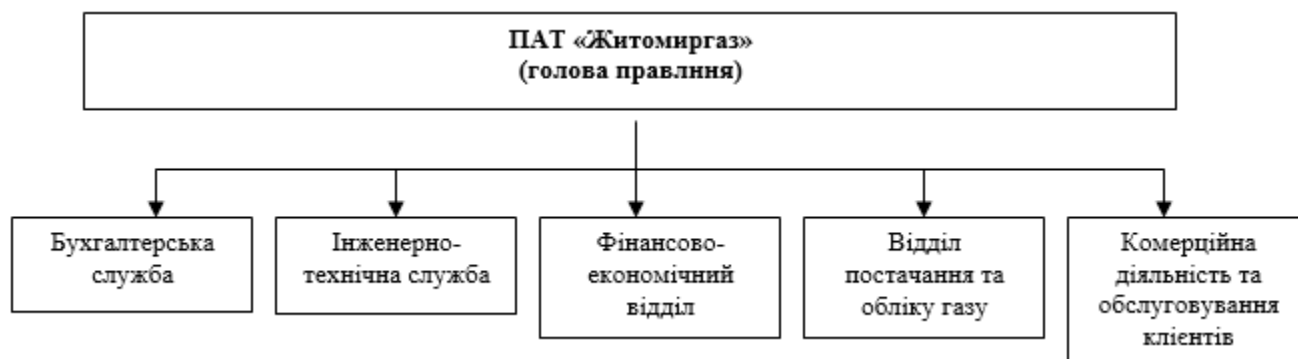 ПАТ «Житомиргаз»
(голова правлння)
Бухгалтерська
служба
Інженерно-
технічна служба
Фінансово-
економічний
відділ
Відділ
постачання та
обліку газу
Комерційна
діяльність та
обслуговування
клієнтів